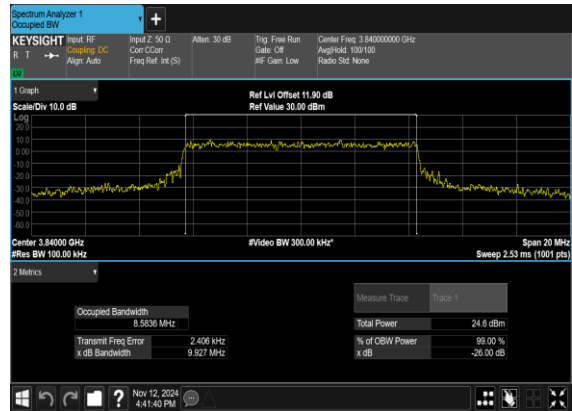 Spectrum Analyzer 1
Occupied BW
+
KEYSIGHT
R T
LXI
Input: RF
Coupling: DC
Align: Auto
Input Z: 50 Ω
Corr CCorr
Freq Ref: Int (S)
Atten: 30 dB
Trig: Free Run
Gate: Off
#IF Gain: Low
Center Freq: 3.840000000 GHz
Avg|Hold: 100/100
Radio Std: None
1 Graph
Scale/Div 10.0 dB
Ref Lvl Offset 11.90 dB
Ref Value 30.00 dBm
Log
20.0
10.0
0.00
-10.0
-20.0
-30.0
-40.0
-50.0
-60.0
Center 3.84000 GHz
#Res BW 100.00 kHz
#Video BW 300.00 kHz*
Span 20 MHz
Sweep 2.53 ms (1001 pts)
2 Metrics
Measure Trace
Trace 1
Occupied Bandwidth
8.5836 MHz
Total Power
24.6 dBm
Transmit Freq Error
2.406 kHz
% of OBW Power
99.00 %
x dB Bandwidth
9.927 MHz
x dB
-26.00 dB
?
Nov 12, 2024
4:41:40 PM